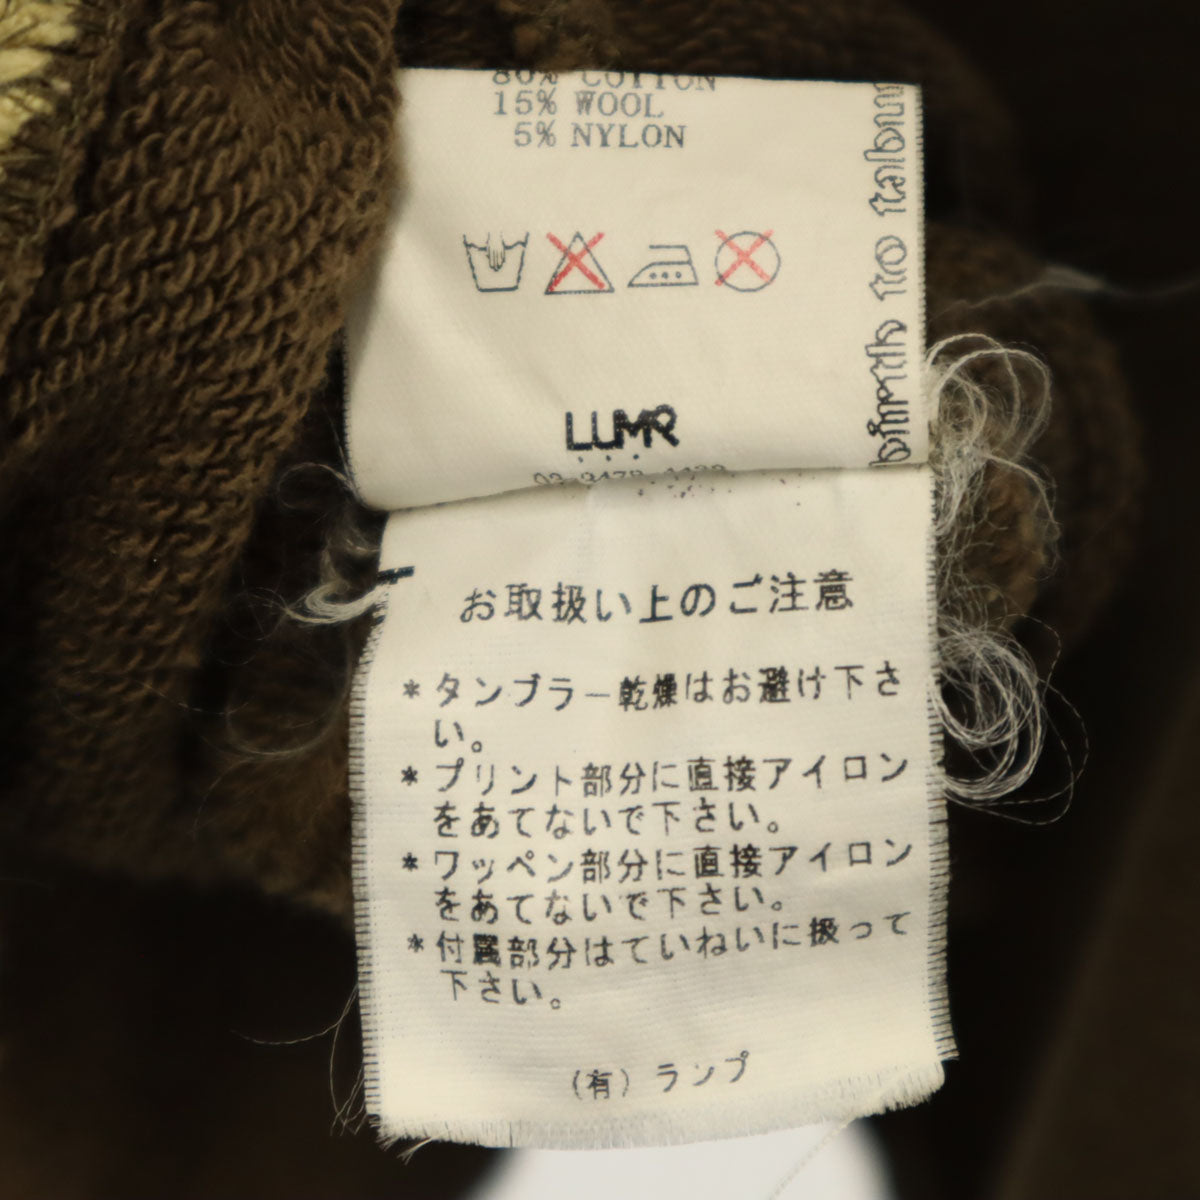 80% COTTON
15% WOOL
5% NYLON
LUMP
お取扱い上のご注意
*タンブラー乾燥はお避け下さ
い。
*プリント部分に直接アイロン
をあてないで下さい。
*ワッペン部分に直接アイロン
をあてないで下さい。
*付属部分はていねいに扱って
下さい。
(有)ランプ